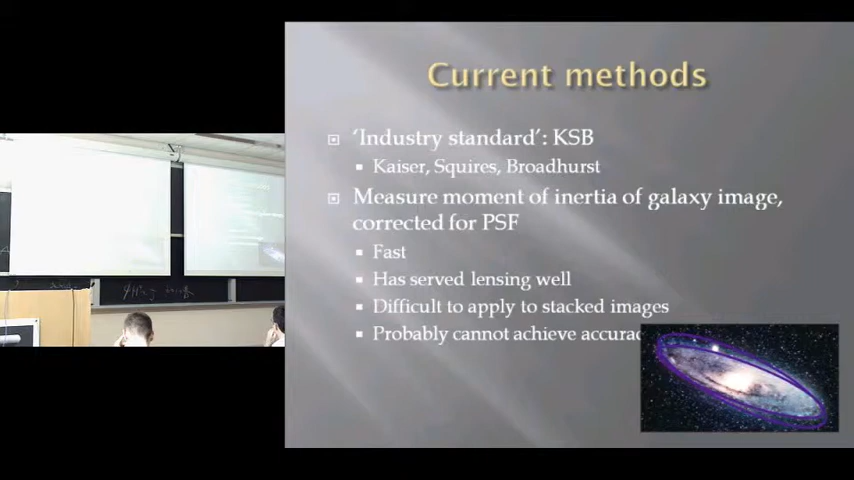 Current methods
‘Industry standard’: KSB
Kaiser, Squires, Broadhurst
Measure moment of inertia of galaxy image,
corrected for PSF
Fast
Has served lensing well
Difficult to apply to stacked images
Probably cannot achieve